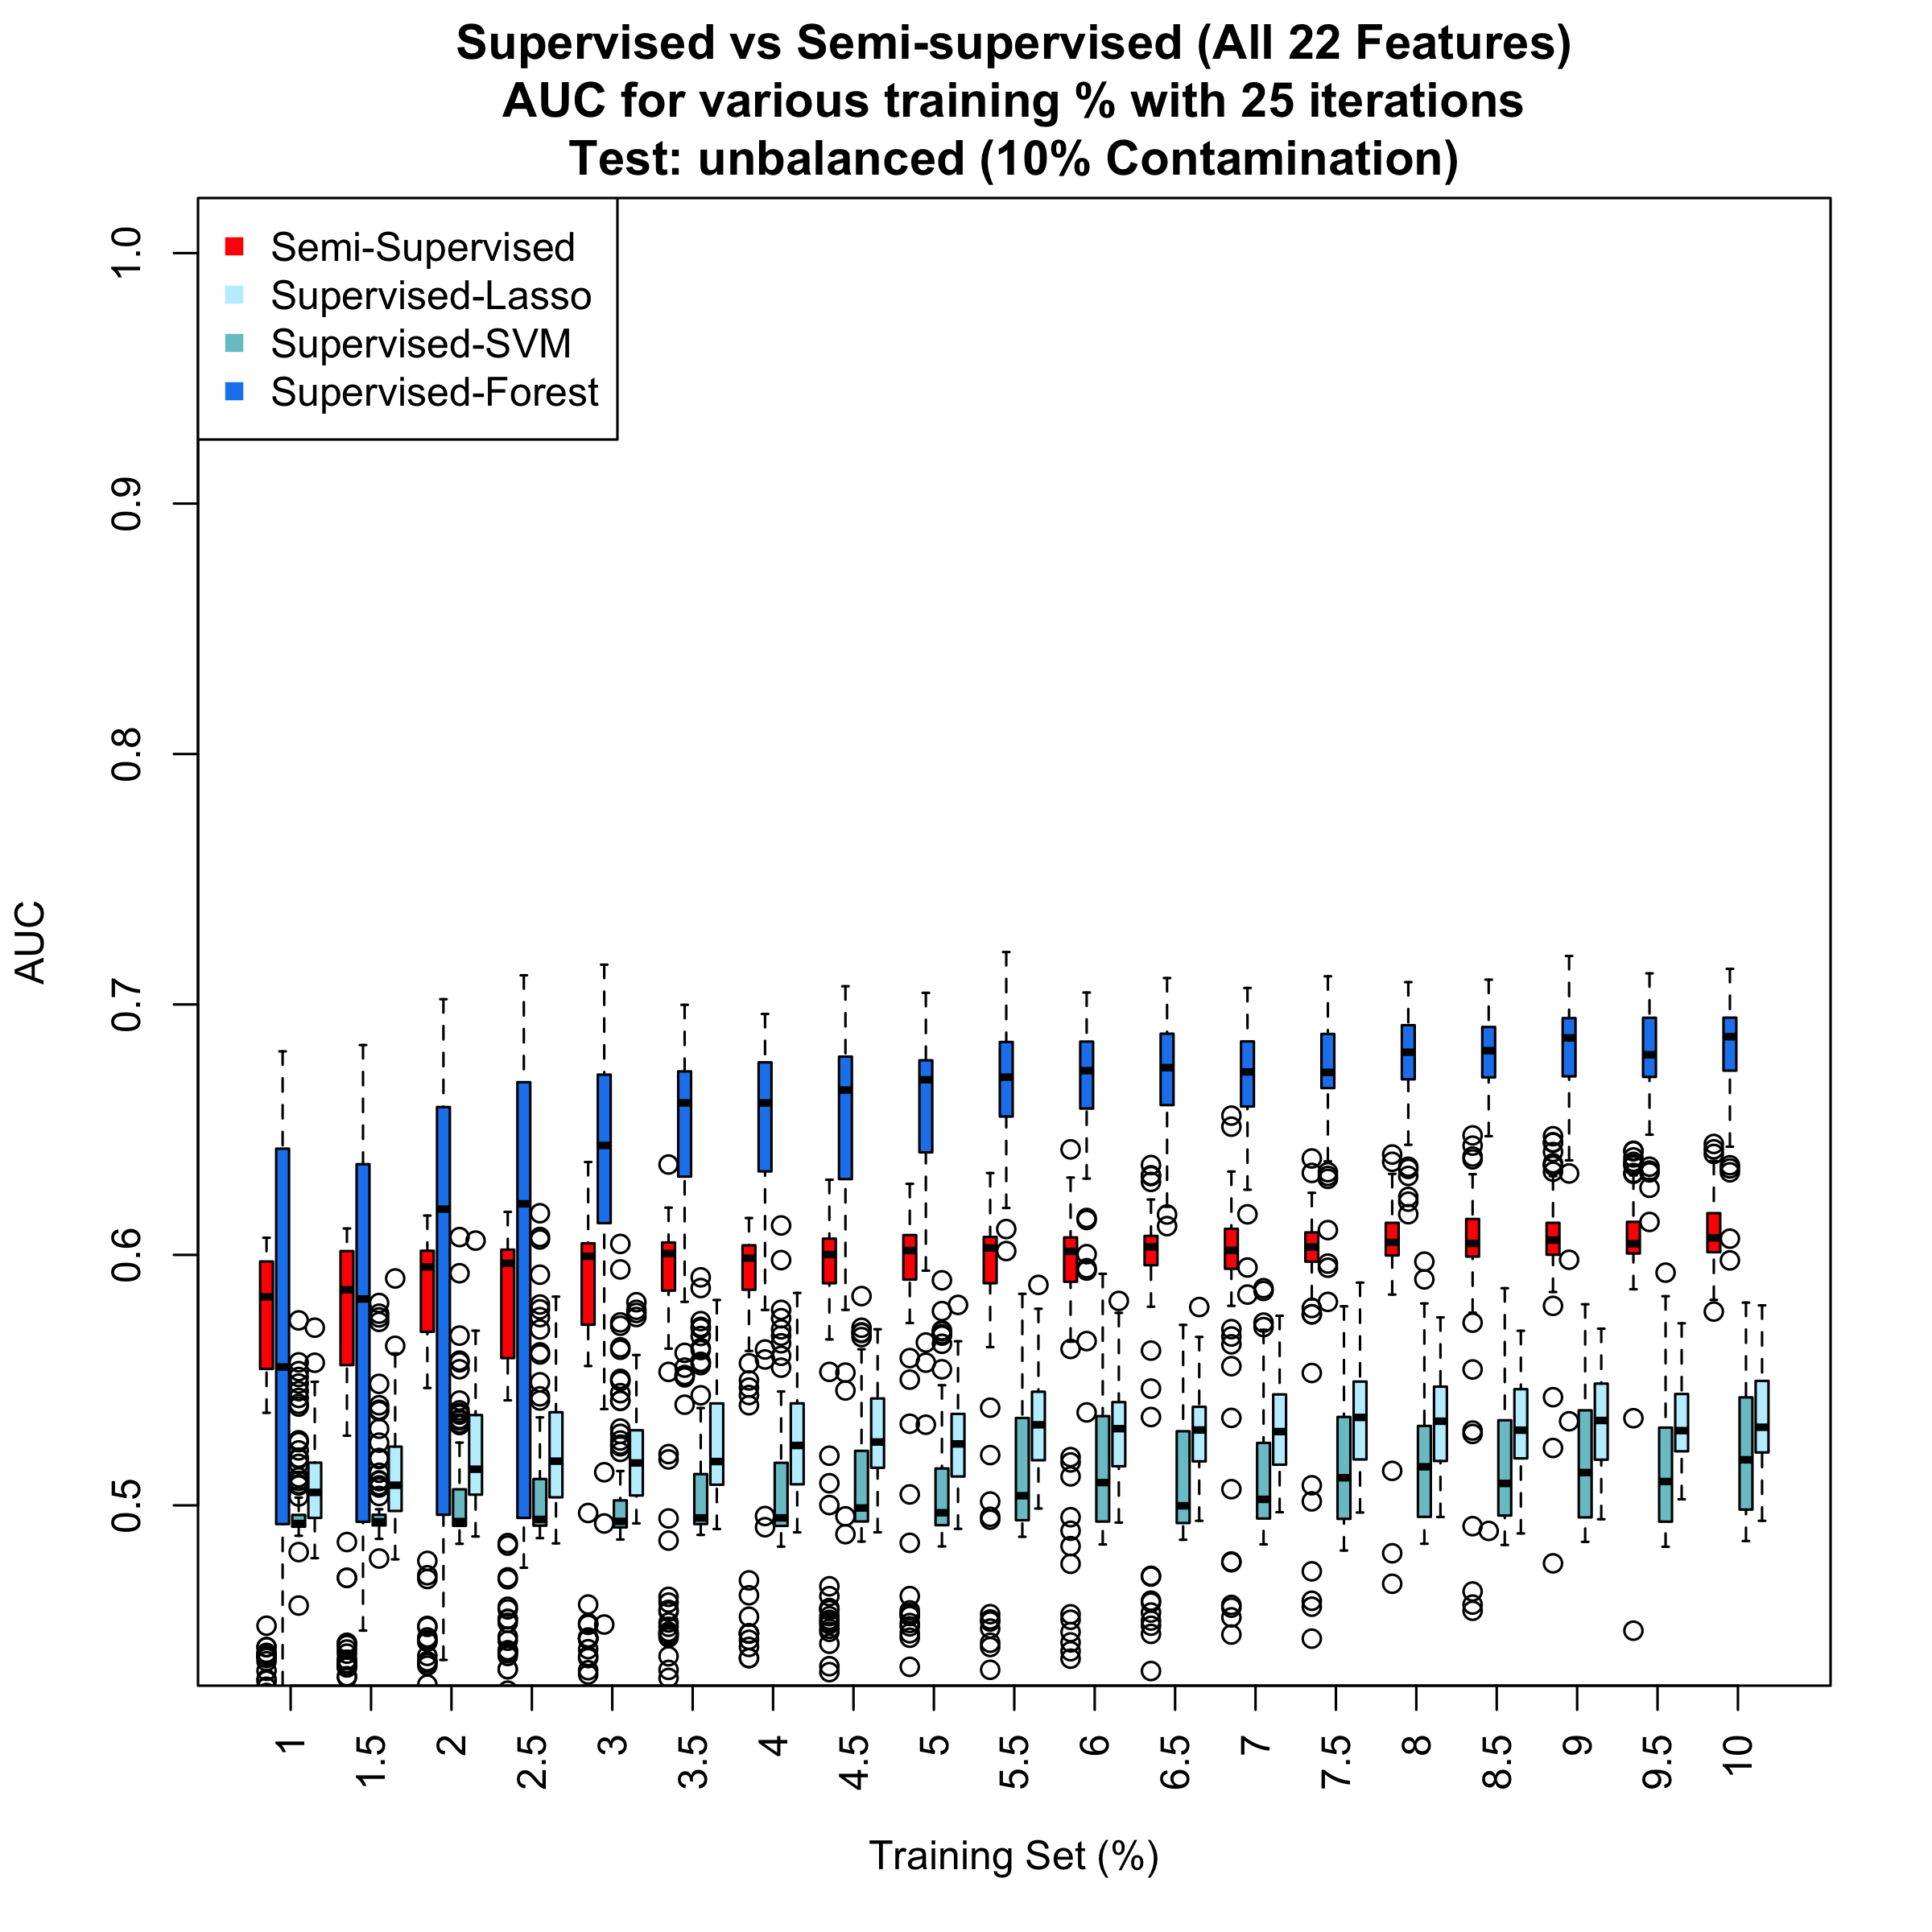 Supervised vs Semi-supervised (All 22 Features)
AUC for various training % with 25 iterations
Test: unbalanced (10% Contamination)
Semi-Supervised
Supervised-Lasso
Supervised-SVM
Supervised-Forest
1.0
0.9
0.8
0.7
0.6
0.5
AUC
1
1.5
2
2.5
3
3.5
4
4.5
5
5.5
6
6.5
7
7.5
8
8.5
9
9.5
10
Training Set (%)